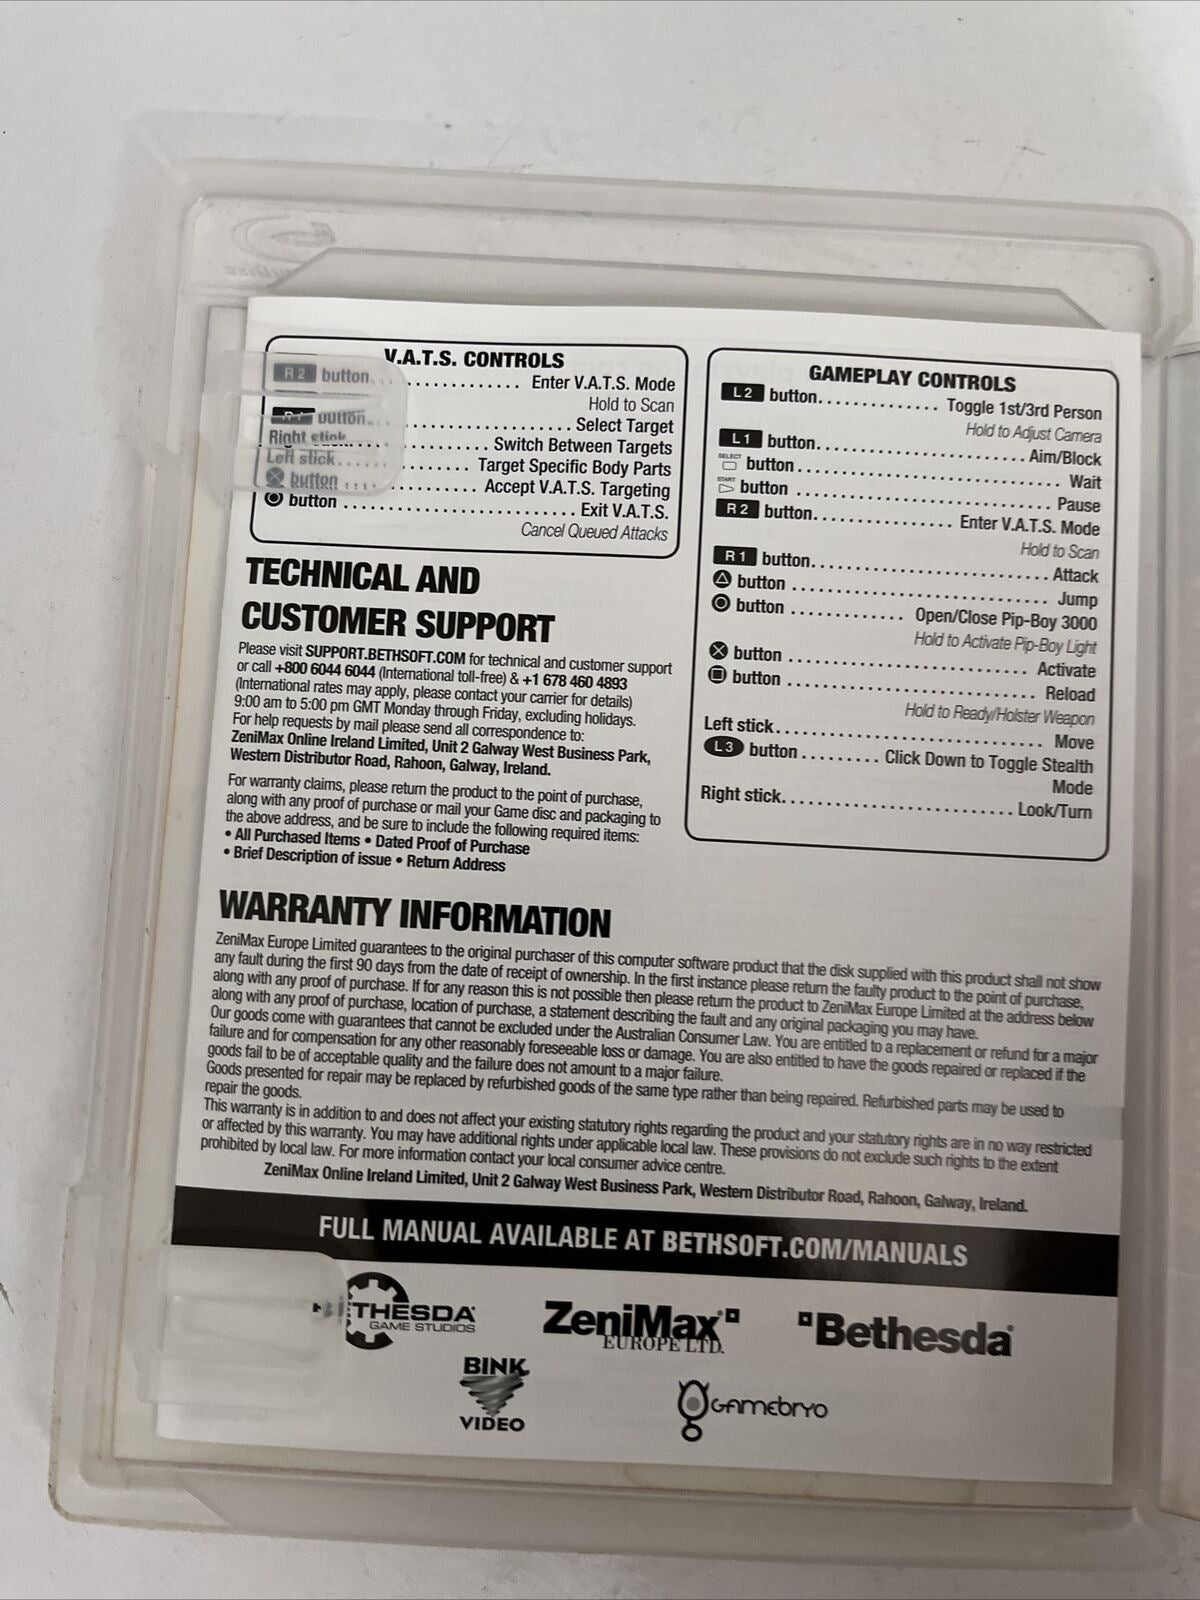 V.A.T.S. CONTROLS
R2 button............... Enter V.A.T.S. Mode
Hold to Scan
R1 button............................ Select Target
Right stick................ Switch Between Targets
Left stick............. Target Specific Body Parts
button ............... Accept V.A.T.S. Targeting
button ......................... Exit V.A.T.S.
Cancel Queued Attacks
TECHNICAL AND
CUSTOMER SUPPORT
Please visit SUPPORT.BETHSOFT.COM for technical and customer support
or call +800 6044 6044 (International toll-free) & +1 678 460 4893
(International rates may apply, please contact your carrier for details)
9:00 am to 5:00 pm GMT Monday through Friday, excluding holidays.
For help requests by mail please send all correspondence to:
ZeniMax Online Ireland Limited, Unit 2 Galway West Business Park,
Western Distributor Road, Rahoon, Galway, Ireland.
For warranty claims, please return the product to the point of purchase,
along with any proof of purchase or mail your Game disc and packaging to
the above address, and be sure to include the following required items:
• All Purchased Items • Dated Proof of Purchase
• Brief Description of issue • Return Address
GAMEPLAY CONTROLS
L2 button............. Toggle 1st/3rd Person
Hold to Adjust Camera
L1 button......................... Aim/Block
SELECT button ............................... Wait
START button ............................ Pause
R2 button............... Enter V.A.T.S. Mode
Hold to Scan
R1 button............................ Attack
button .............................. Jump
button ............ Open/Close Pip-Boy 3000
Hold to Activate Pip-Boy Light
button .......................... Activate
button ............................ Reload
Hold to Ready/Holster Weapon
Left stick............................... Move
L3 button ......... Click Down to Toggle Stealth
Mode
Right stick........................... Look/Turn
WARRANTY INFORMATION
ZeniMax Europe Limited guarantees to the original purchaser of this computer software product that the disk supplied with this product shall not show
any fault during the first 90 days from the date of receipt of ownership. In the first instance please return the faulty product to the point of purchase,
along with any proof of purchase. If for any reason this is not possible then please return the product to ZeniMax Europe Limited at the address below
along with any proof of purchase, location of purchase, a statement describing the fault and any original packaging you may have.
Our goods come with guarantees that cannot be excluded under the Australian Consumer Law. You are entitled to a replacement or refund for a major
failure and for compensation for any other reasonably foreseeable loss or damage. You are also entitled to have the goods repaired or replaced if the
goods fail to be of acceptable quality and the failure does not amount to a major failure.
Goods presented for repair may be replaced by refurbished goods of the same type rather than being repaired. Refurbished parts may be used to
repair the goods.
This warranty is in addition to and does not affect your existing statutory rights regarding the product and your statutory rights are in no way restricted
or affected by this warranty. You may have additional rights under applicable local law. These provisions do not exclude such rights to the extent
prohibited by local law. For more information contact your local consumer advice centre.
ZeniMax Online Ireland Limited, Unit 2 Galway West Business Park, Western Distributor Road, Rahoon, Galway, Ireland.
FULL MANUAL AVAILABLE AT BETHSOFT.COM/MANUALS
BETHESDA
GAME STUDIOS
ZeniMax
EUROPE LTD.
Bethesda
BINK
VIDEO
GAMEBRYO